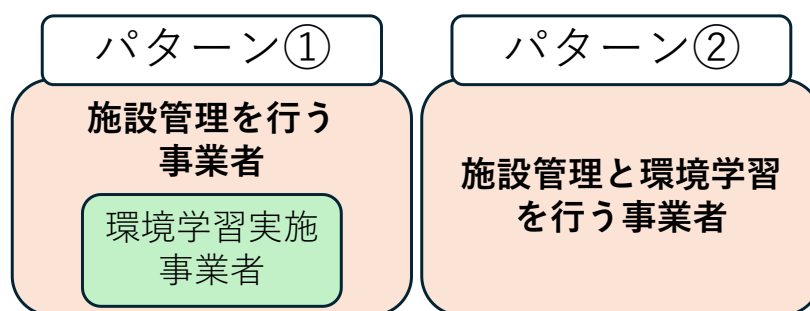 パターン①
施設管理を行う
事業者
環境学習実施
事業者
パターン②
施設管理と環境学習
を行う事業者